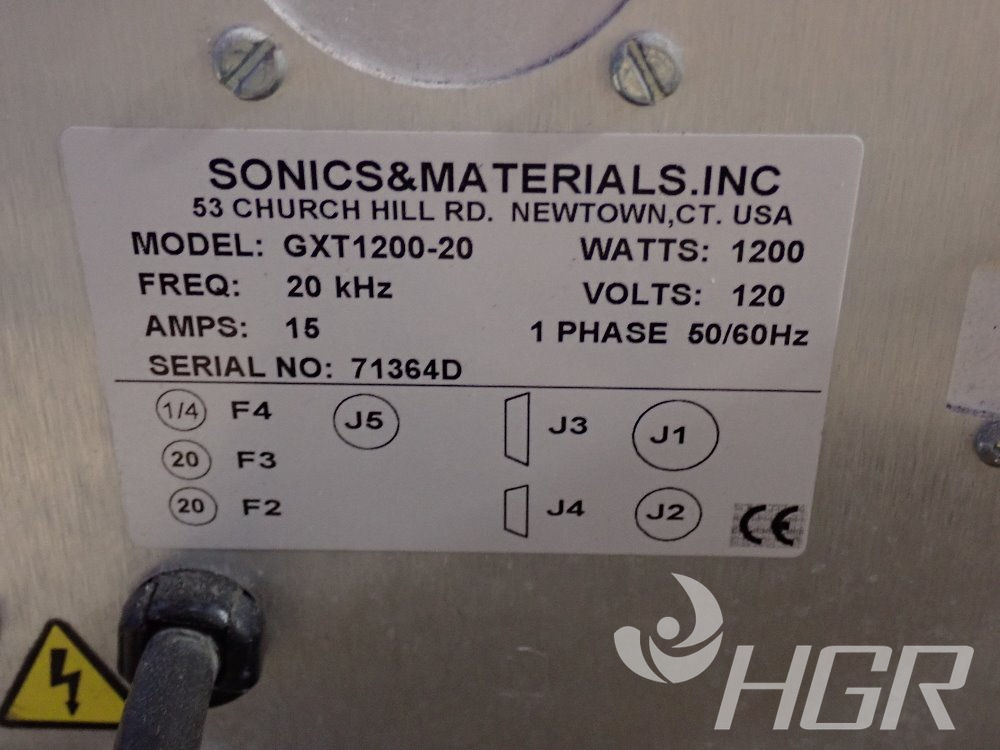 SONICS&MATERIALS.INC
53 CHURCH HILL RD. NEWTOWN,CT. USA
MODEL: GXT1200-20 WATTS: 1200
FREQ: 20 kHz VOLTS: 120
AMPS: 15 1 PHASE 50/60Hz
SERIAL NO: 71364D
1/4 F4 J5 J3 J1
20 F3
20 F2 J4 J2 CE
HGR